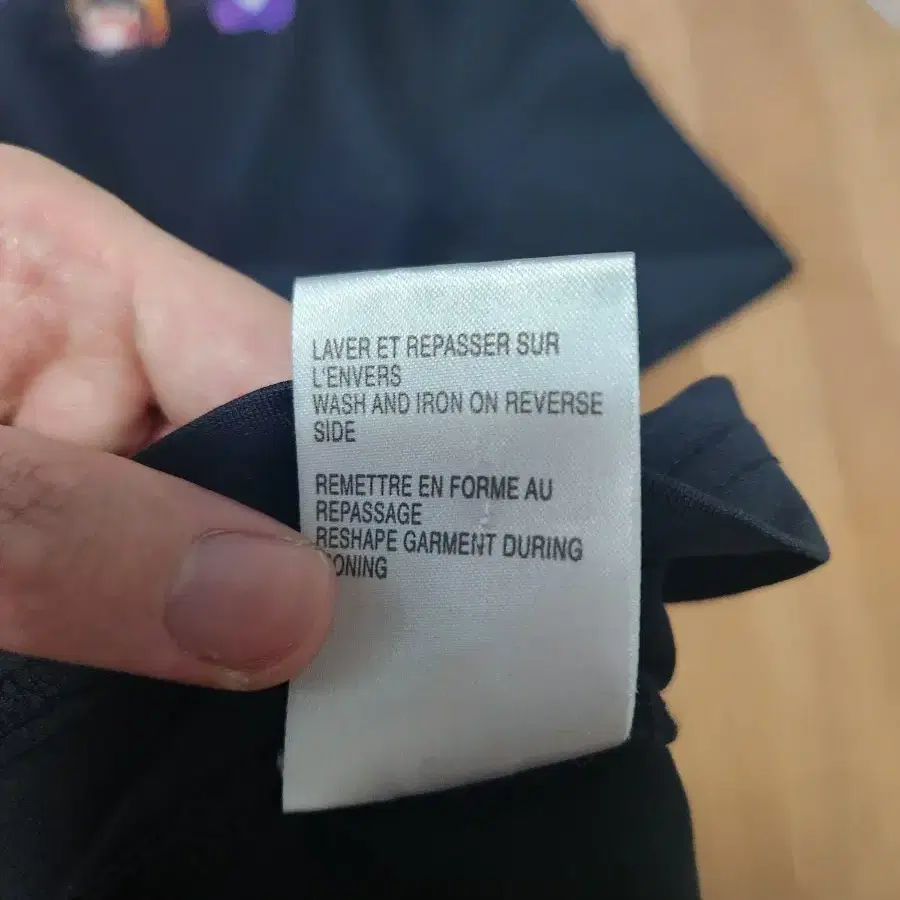 LAVER ET REPASSER SUR
L'ENVERS
WASH AND IRON ON REVERSE
SIDE
REMETTRE EN FORME AU
REPASSAGE
RESHAPE GARMENT DURING